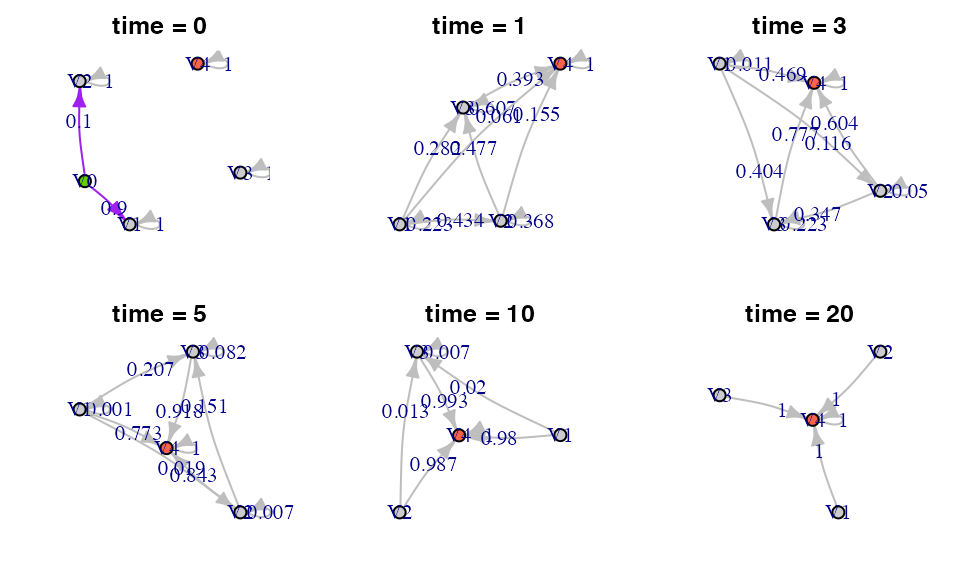 time = 0
V4 1
V2 1
0.1
V0
V3
0.9
V1 1
time = 1
V4 1
0.393
V3 0.607
0.061 0.155
0.282 0.477
V1 0.223 0.434 V2 0.368
time = 3
V1 0.011
0.469
V4 1
0.604
0.777
0.116
0.404
V2 0.05
0.347
V3 0.223
time = 5
V3 0.082
0.207
V1 0.001
0.918 0.151
0.773
V4 1
0.019
0.843
V2 0.007
time = 10
V3 0.007
0.02
0.993
0.013
V4
0.98
V1
0.987
V2
time = 20
V2
V3
1
1
V4 1
1
V1